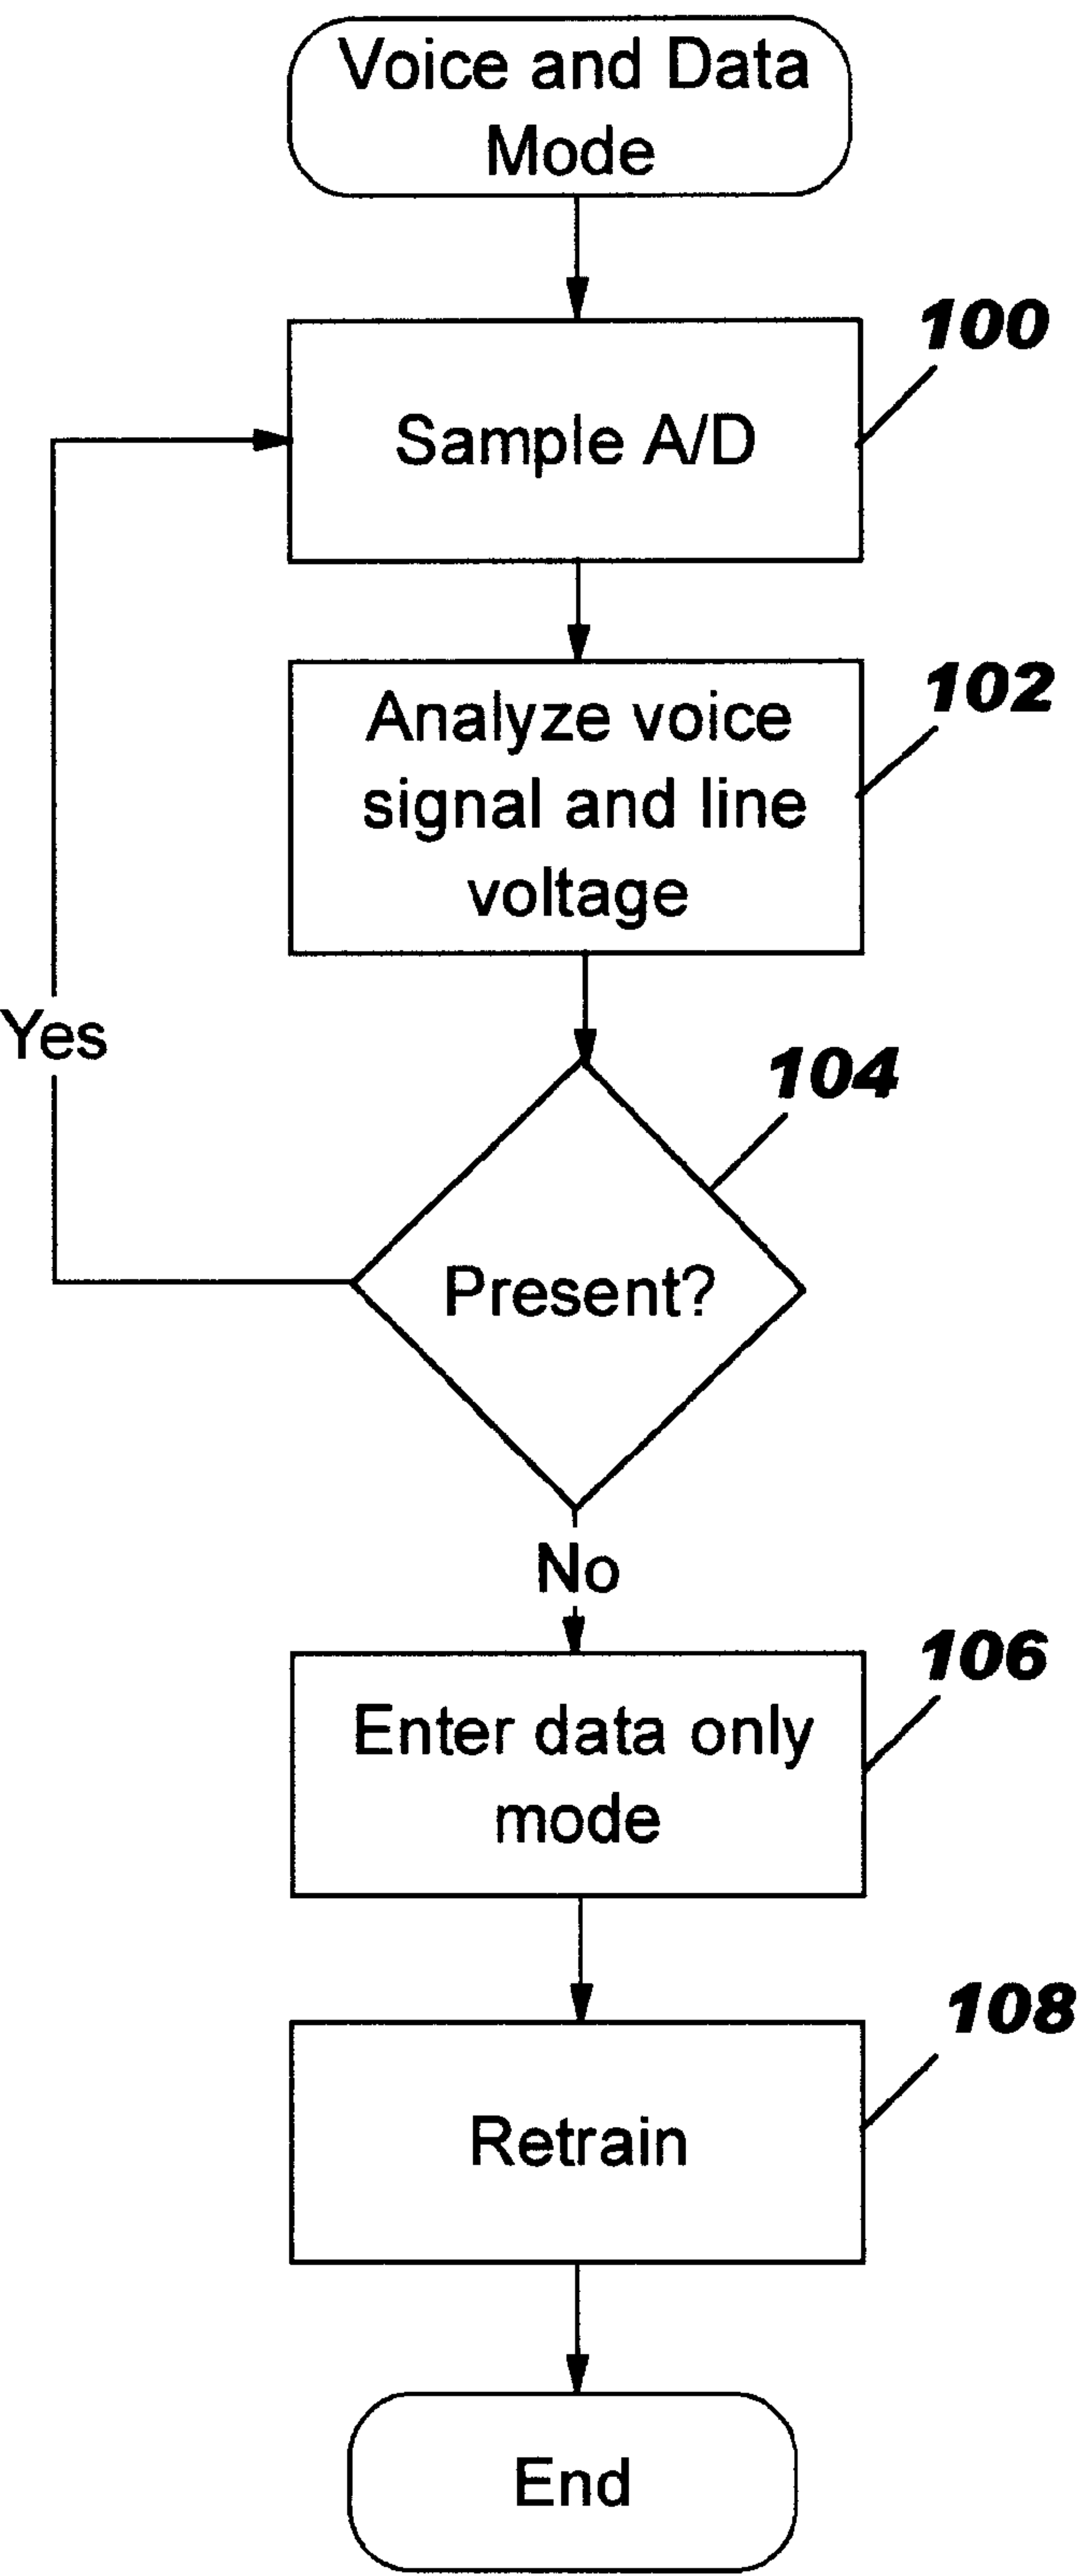 Voice and Data
Mode
100
Sample A/D
102
Analyze voice
signal and line
voltage
Yes
104
Present?
No
106
Enter data only
mode
108
Retrain
End